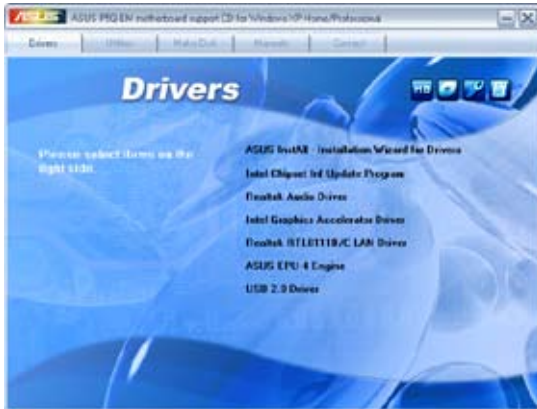 ASUS P5Q-EM motherboard support CD for Windows XP Home/Professional
Drivers
Utilities
Make Disk
Manuals
Contact
Drivers
Please select items on the
right side.
ASUS InstAll - Installation Wizard for Drivers
Intel Chipset Inf Update Program
Realtek Audio Driver
Intel Graphics Accelerator Driver
Realtek RTL8111B/C LAN Driver
ASUS EPU-4 Engine
USB 2.0 Driver